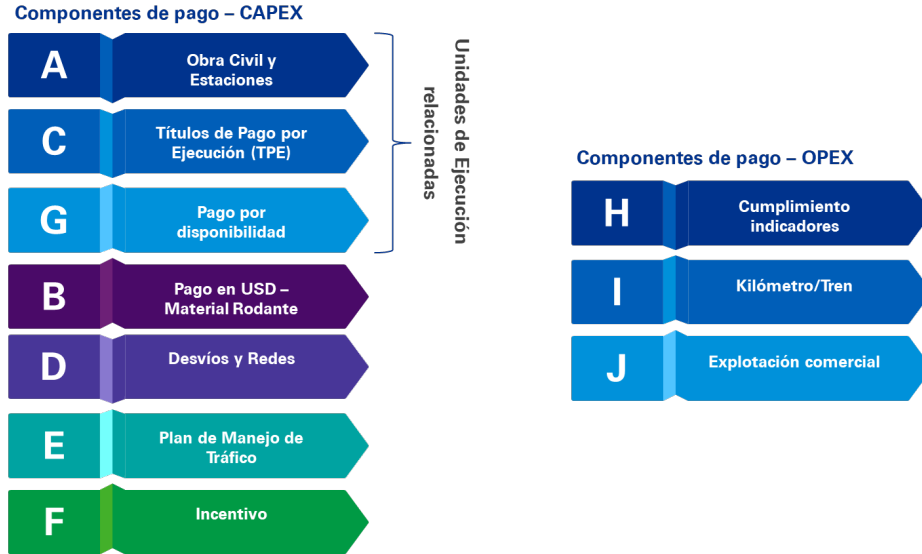 Componentes de pago – CAPEX
A
Obra Civil y
Estaciones
C
Títulos de Pago por
Ejecución (TPE)
G
Pago por
disponibilidad
Unidades de Ejecución
relacionadas
B
Pago en USD –
Material Rodante
D
Desvíos y Redes
E
Plan de Manejo de
Tráfico
F
Incentivo
Componentes de pago – OPEX
H
Cumplimiento
indicadores
I
Kilómetro/Tren
J
Explotación comercial